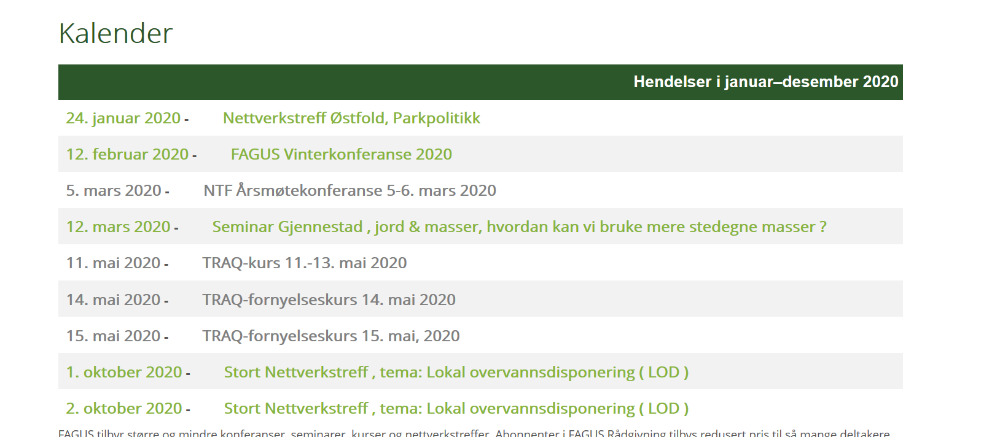 Kalender
Hendelser i januar–desember 2020
24. januar 2020 - Nettverkstreff Østfold, Parkpolitikk
12. februar 2020 - FAGUS Vinterkonferanse 2020
5. mars 2020 - NTF Årsmøtekonferanse 5-6. mars 2020
12. mars 2020 - Seminar Gjennestad , jord & masser, hvordan kan vi bruke mere stedegne masser ?
11. mai 2020 - TRAQ-kurs 11.-13. mai 2020
14. mai 2020 - TRAQ-fornyelseskurs 14. mai 2020
15. mai 2020 - TRAQ-fornyelseskurs 15. mai, 2020
1. oktober 2020 - Stort Nettverkstreff , tema: Lokal overvannsdisponering ( LOD )
2. oktober 2020 - Stort Nettverkstreff , tema: Lokal overvannsdisponering ( LOD )
FAGUS tilbyr større og mindre konferanser, seminarer, kurser og nettverkstreffer. Abonnenter i FAGUS Rådgivning tilbys redusert pris til så mange deltakere